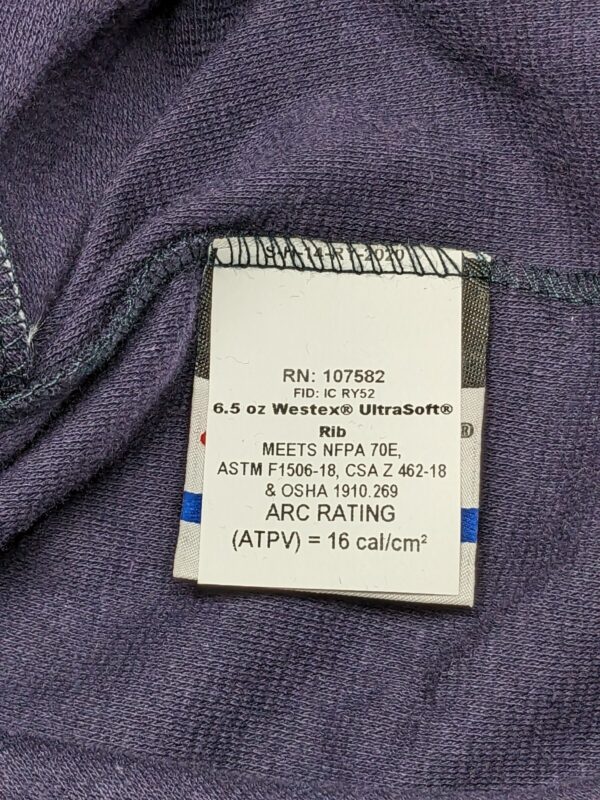 RN: 107582
FID: IC RY52
6.5 oz Westex® UltraSoft®
Rib
MEETS NFPA 70E,
ASTM F1506-18, CSA Z 462-18
& OSHA 1910.269
ARC RATING
(ATPV) = 16 cal/cm²
®